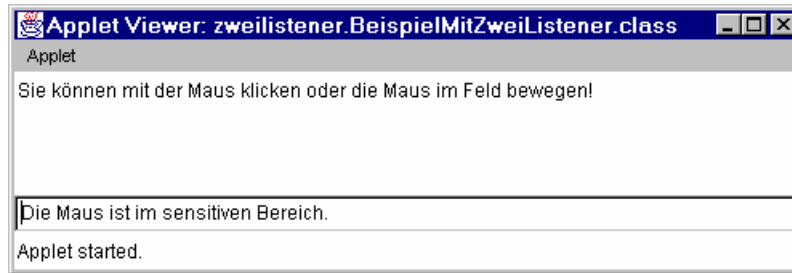 Applet Viewer: zweilistener.BeispielMitZweiListener.class
Applet
Sie können mit der Maus klicken oder die Maus im Feld bewegen!
Die Maus ist im sensitiven Bereich.
Applet started.